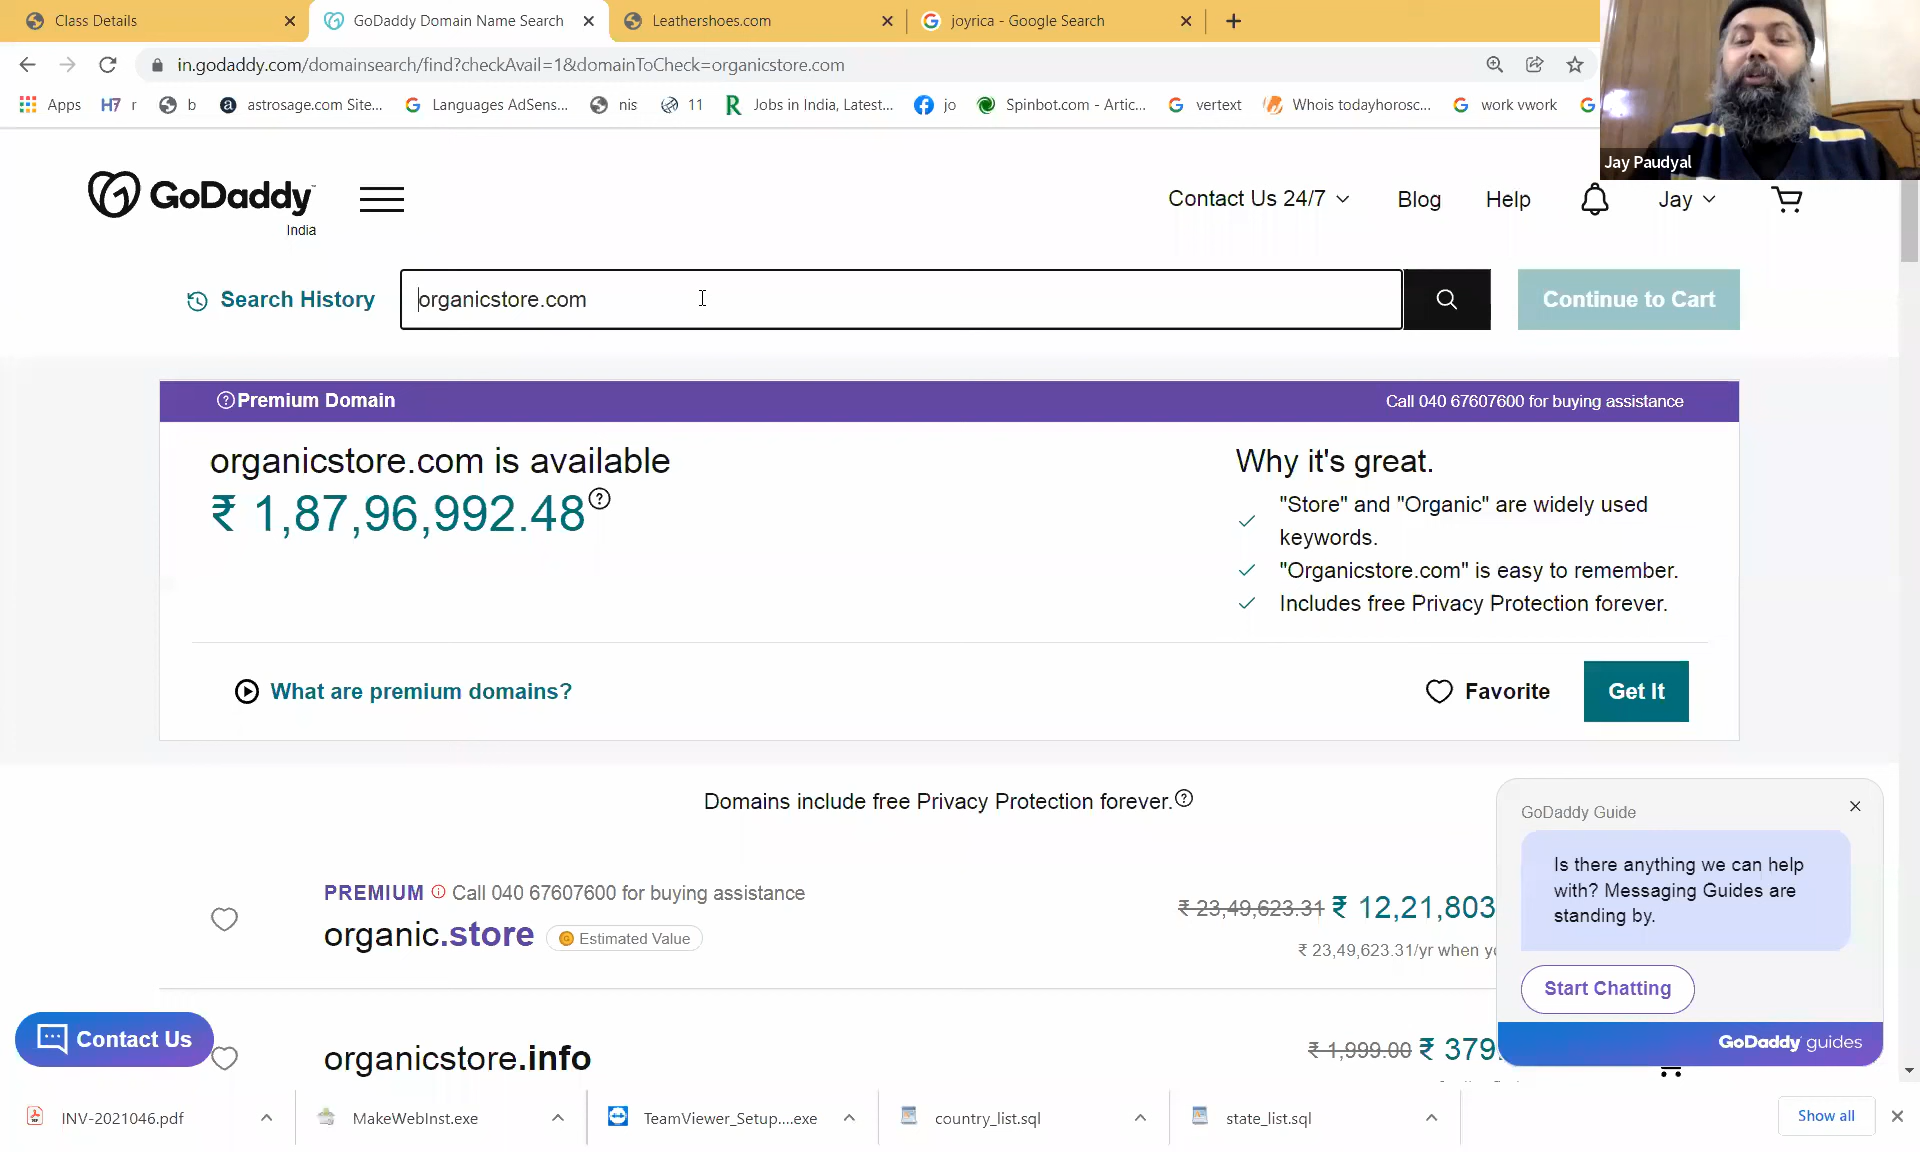 Class Details
GoDaddy Domain Name Search
Leathershoes.com
joyrica - Google Search
in.godaddy.com/domainsearch/find?checkAvail=1&domainToCheck=organicstore.com
Apps
H7 r
b
astrosage.com Site...
Languages AdSens...
nis
11
Jobs in India, Latest...
jo
Spinbot.com - Artic...
vertext
Whois todayhorosc...
work vwork
Jay Paudyal
GoDaddy
India
Contact Us 24/7
Blog
Help
Jay
Search History
organicstore.com
Continue to Cart
Premium Domain
Call 040 67607600 for buying assistance
organicstore.com is available
₹ 1,87,96,992.48
Why it's great.
"Store" and "Organic" are widely used
keywords.
"Organicstore.com" is easy to remember.
Includes free Privacy Protection forever.
What are premium domains?
Favorite
Get It
Domains include free Privacy Protection forever.
PREMIUM Call 040 67607600 for buying assistance
organic.store
Estimated Value
₹ 23,49,623.31 ₹ 12,21,803
₹ 23,49,623.31/yr when
organicstore.info
₹ 1,999.00 ₹ 379.
GoDaddy Guide
Is there anything we can help
with? Messaging Guides are
standing by.
Start Chatting
GoDaddy guides
Contact Us
INV-2021046.pdf
MakeWebInst.exe
TeamViewer_Setup....exe
country_list.sql
state_list.sql
Show all